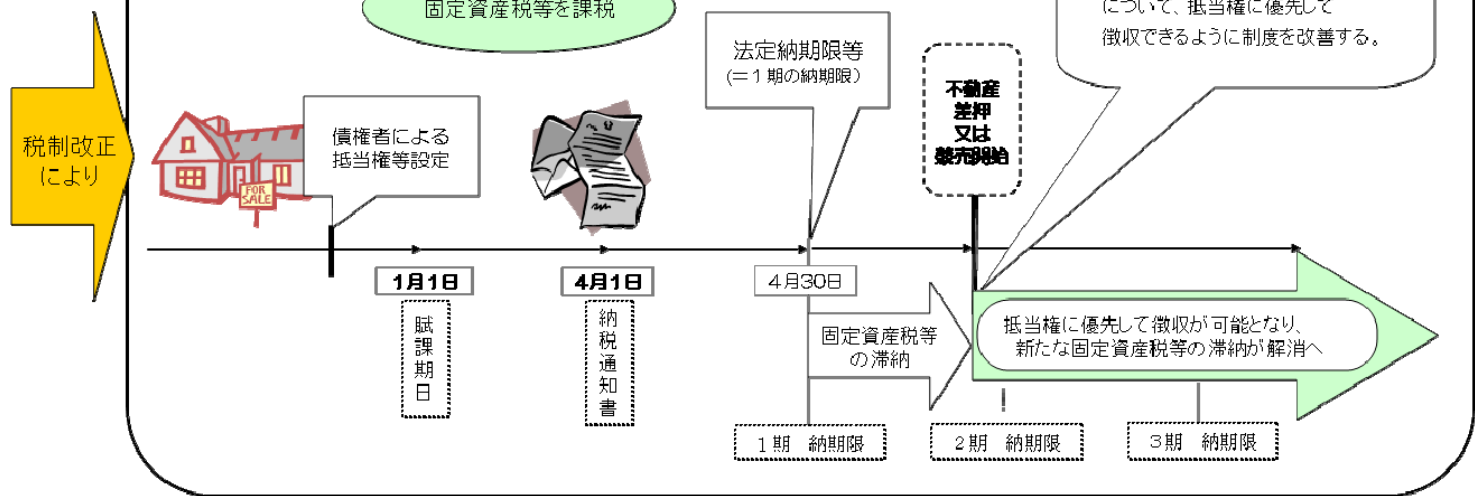 固定資産税等を課税
について、抵当権に優先して
徴収できるように制度を改善する。
法定納期限等
(＝１期の納期限)
不動産
差押
又は
競売開始
税制改正
により
債権者による
抵当権等設定
FOR
SALE
1月1日
4月1日
4月30日
賦課期日
納税通知書
固定資産税等
の滞納
抵当権に優先して徴収が可能となり、
新たな固定資産税等の滞納が解消へ
１期　納期限
２期　納期限
３期　納期限